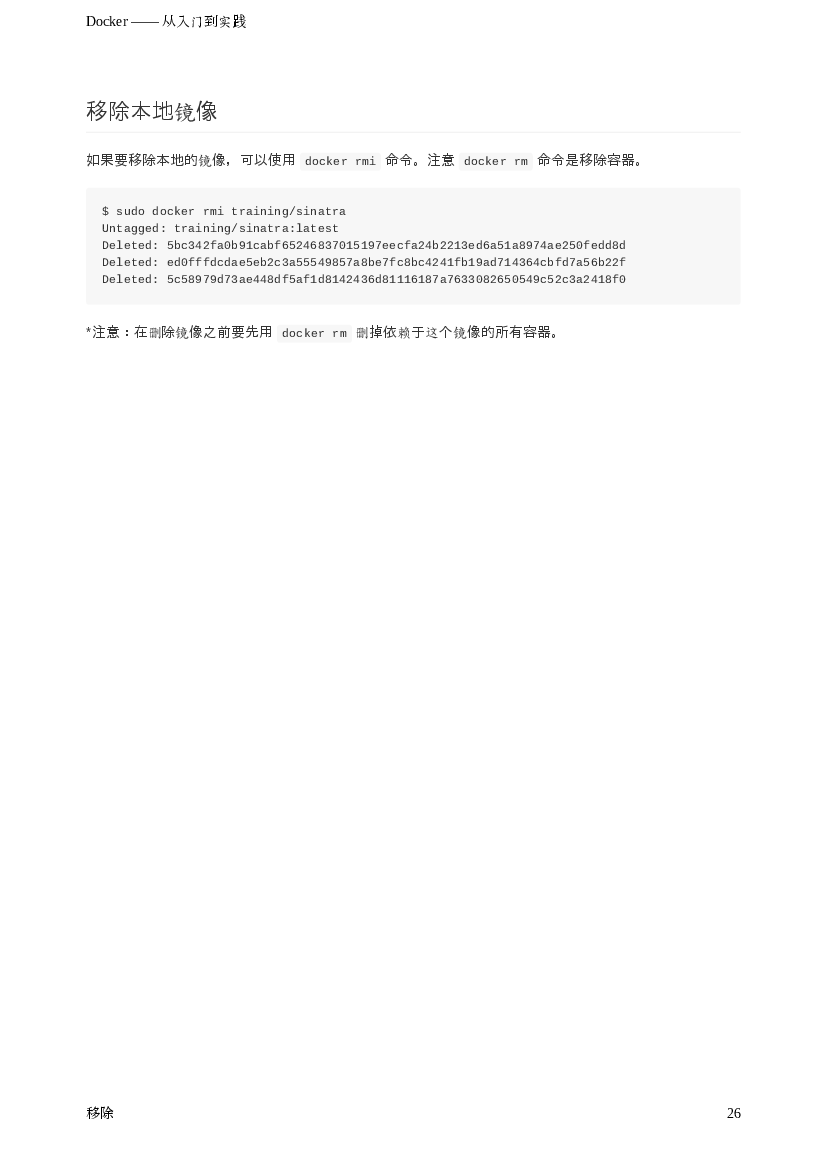 Docker —— 从入门到实践
移除本地镜像
如果要移除本地的镜像，可以使用 docker rmi 命令。注意 docker rm 命令是移除容器。
$ sudo docker rmi training/sinatra
Untagged: training/sinatra:latest
Deleted: 5bc342fa0b91cabf65246837015197eecfa24b2213ed6a51a8974ae250fedd8d
Deleted: ed0fffdcdae5eb2c3a55549857a8be7fc8bc4241fb19ad714364cbfd7a56b22f
Deleted: 5c58979d73ae448df5af1d8142436d81116187a7633082650549c52c3a2418f0
*注意：在删除镜像之前要先用 docker rm 删掉依赖于这个镜像的所有容器。
移除
26